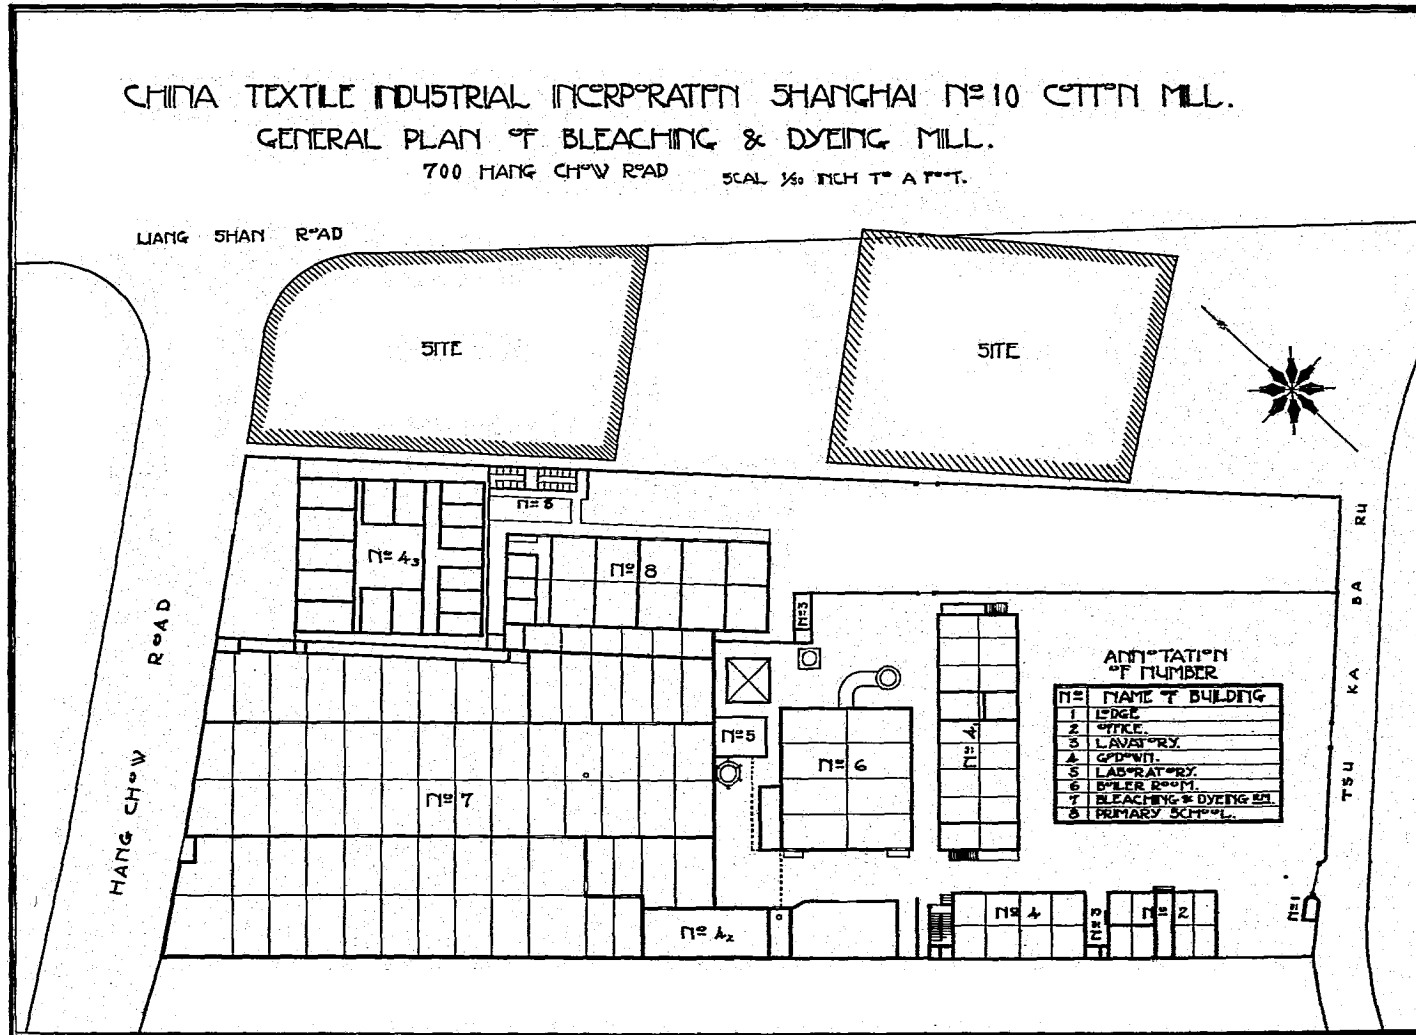 CHINA TEXTILE INDUSTRIAL INCORPORATION SHANGHAI No 10 COTTON MILL.
GENERAL PLAN OF BLEACHING & DYEING MILL.
700 HANG CHOW ROAD SCAL 1/50 INCH TO A FOOT.
LIANG SHAN ROAD
SITE
SITE
No 3
No 4₃
No 8
No 3
HANG CHOW ROAD
TSU KA BA RU
ANNOTATION
OF NUMBER
No NAME OF BUILDING
1 LODGE
2 OFFICE.
3 LAVATORY.
4 GODOWN.
5 LABORATORY.
6 BOILER ROOM.
7 BLEACHING & DYEING RM.
8 PRIMARY SCHOOL.
No 5
No 6
No 4₁
No 7
No 4₂
No 4
No 3
No 2
No 1